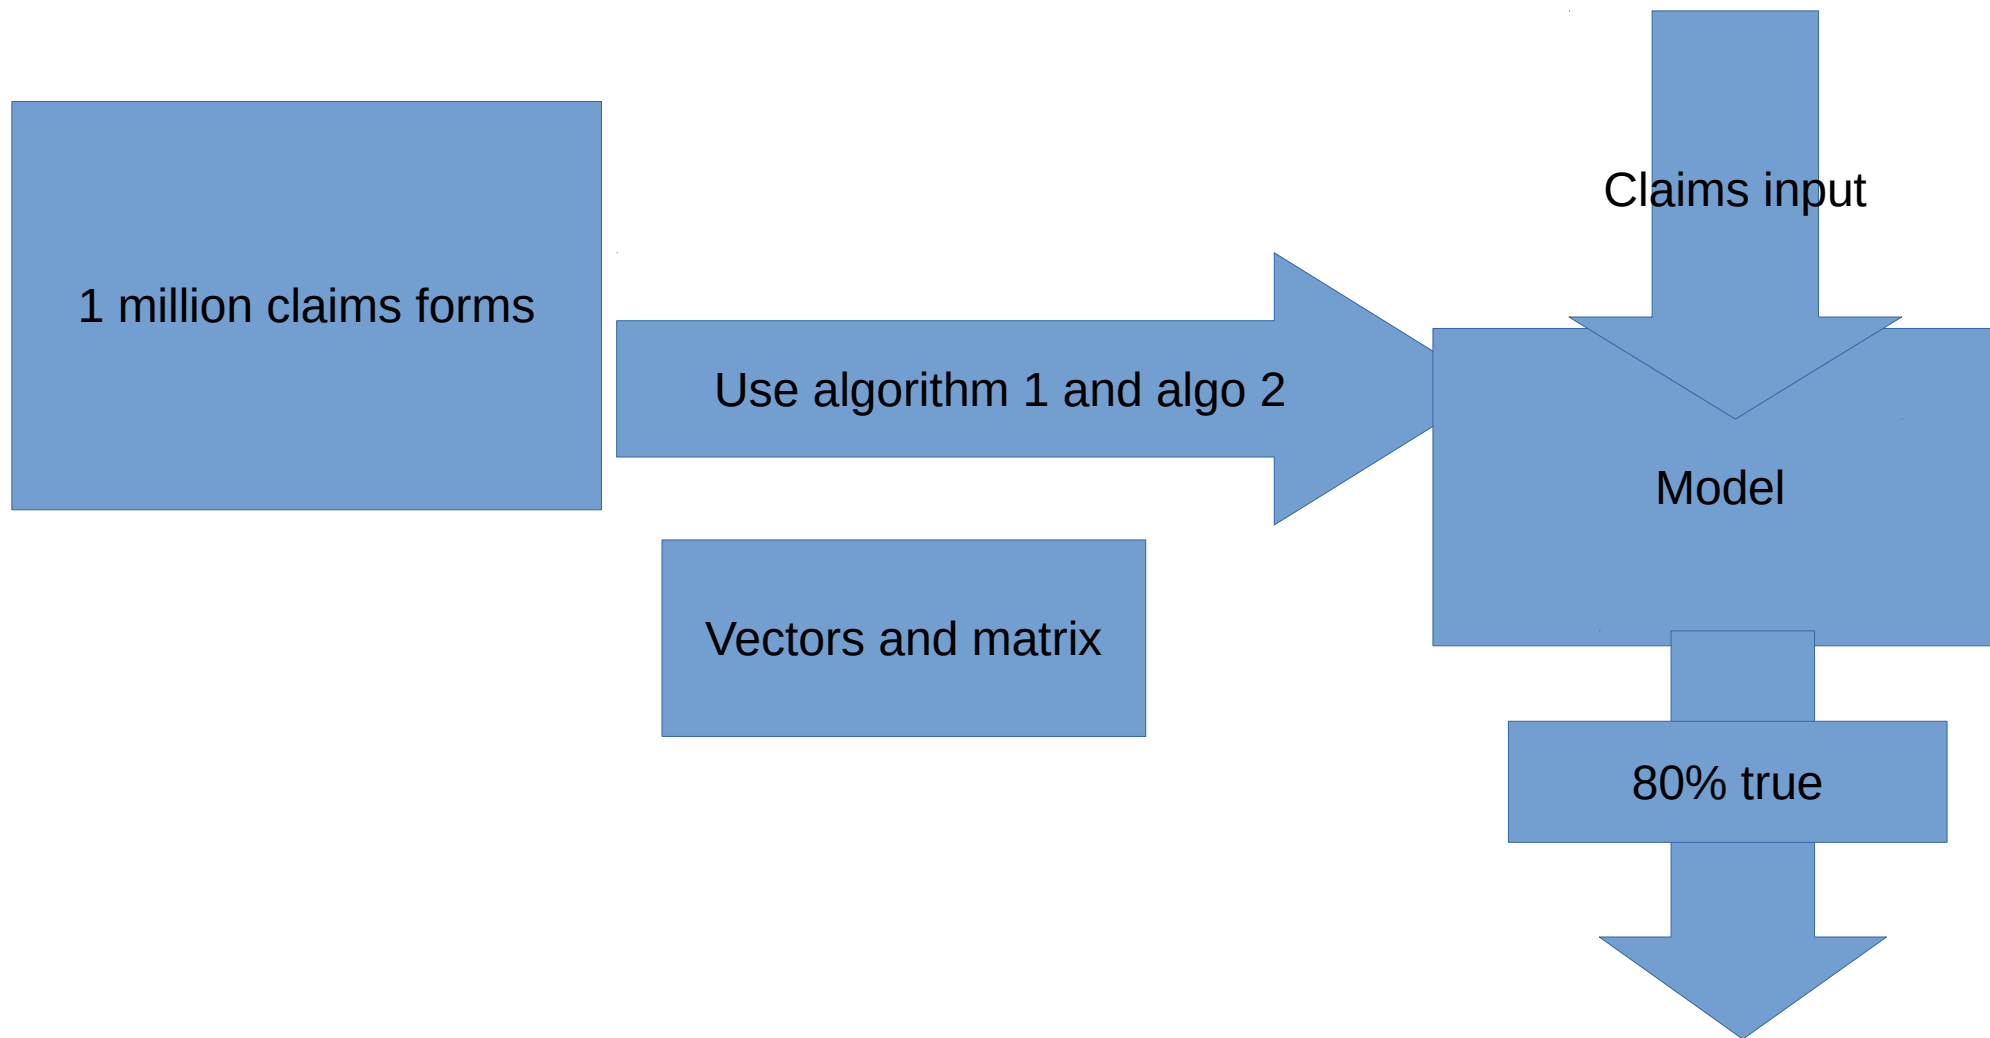 Claims input
1 million claims forms
Use algorithm 1 and algo 2
Model
Vectors and matrix
80% true